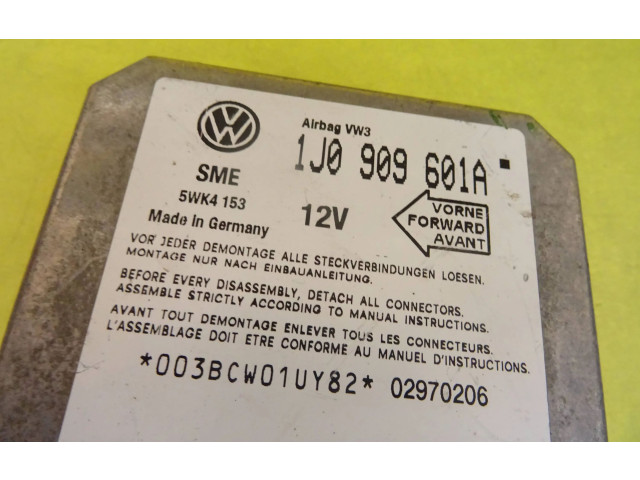 Airbag VW3
1J0 909 601A
SME
5WK4 153
12V
Made in Germany
VORNE
FORWARD
AVANT
VOR JEDER DEMONTAGE ALLE STECKVERBINDUNGEN LOESEN.
MONTAGE NUR NACH EINBAUANLEITUNG.
BEFORE EVERY DISASSEMBLY, DETACH ALL CONNECTORS.
ASSEMBLE STRICTLY ACCORDING TO MANUAL INSTRUCTIONS.
AVANT TOUT DEMONTAGE ENLEVER TOUS LES CONNECTEURS.
L'ASSEMBLAGE DOIT ETRE CONFORME AU MANUEL D'INSTRUCTIONS.
*003BCW01UY82* 02970206